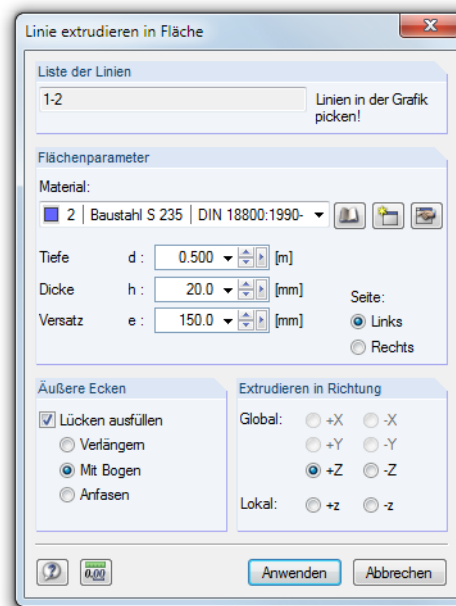 Linie extrudieren in Fläche
Liste der Linien
1-2
Linien in der Grafik
picken!
Flächenparameter
Material:
2 | Baustahl S 235 | DIN 18800:1990-
Tiefe d : 0.500 [m]
Dicke h : 20.0 [mm]
Versatz e : 150.0 [mm]
Seite:
Links
Rechts
Äußere Ecken
Lücken ausfüllen
Verlängern
Mit Bogen
Anfasen
Extrudieren in Richtung
Global: +X -X
+Y -Y
+Z -Z
Lokal: +z -z
0.00
Anwenden
Abbrechen